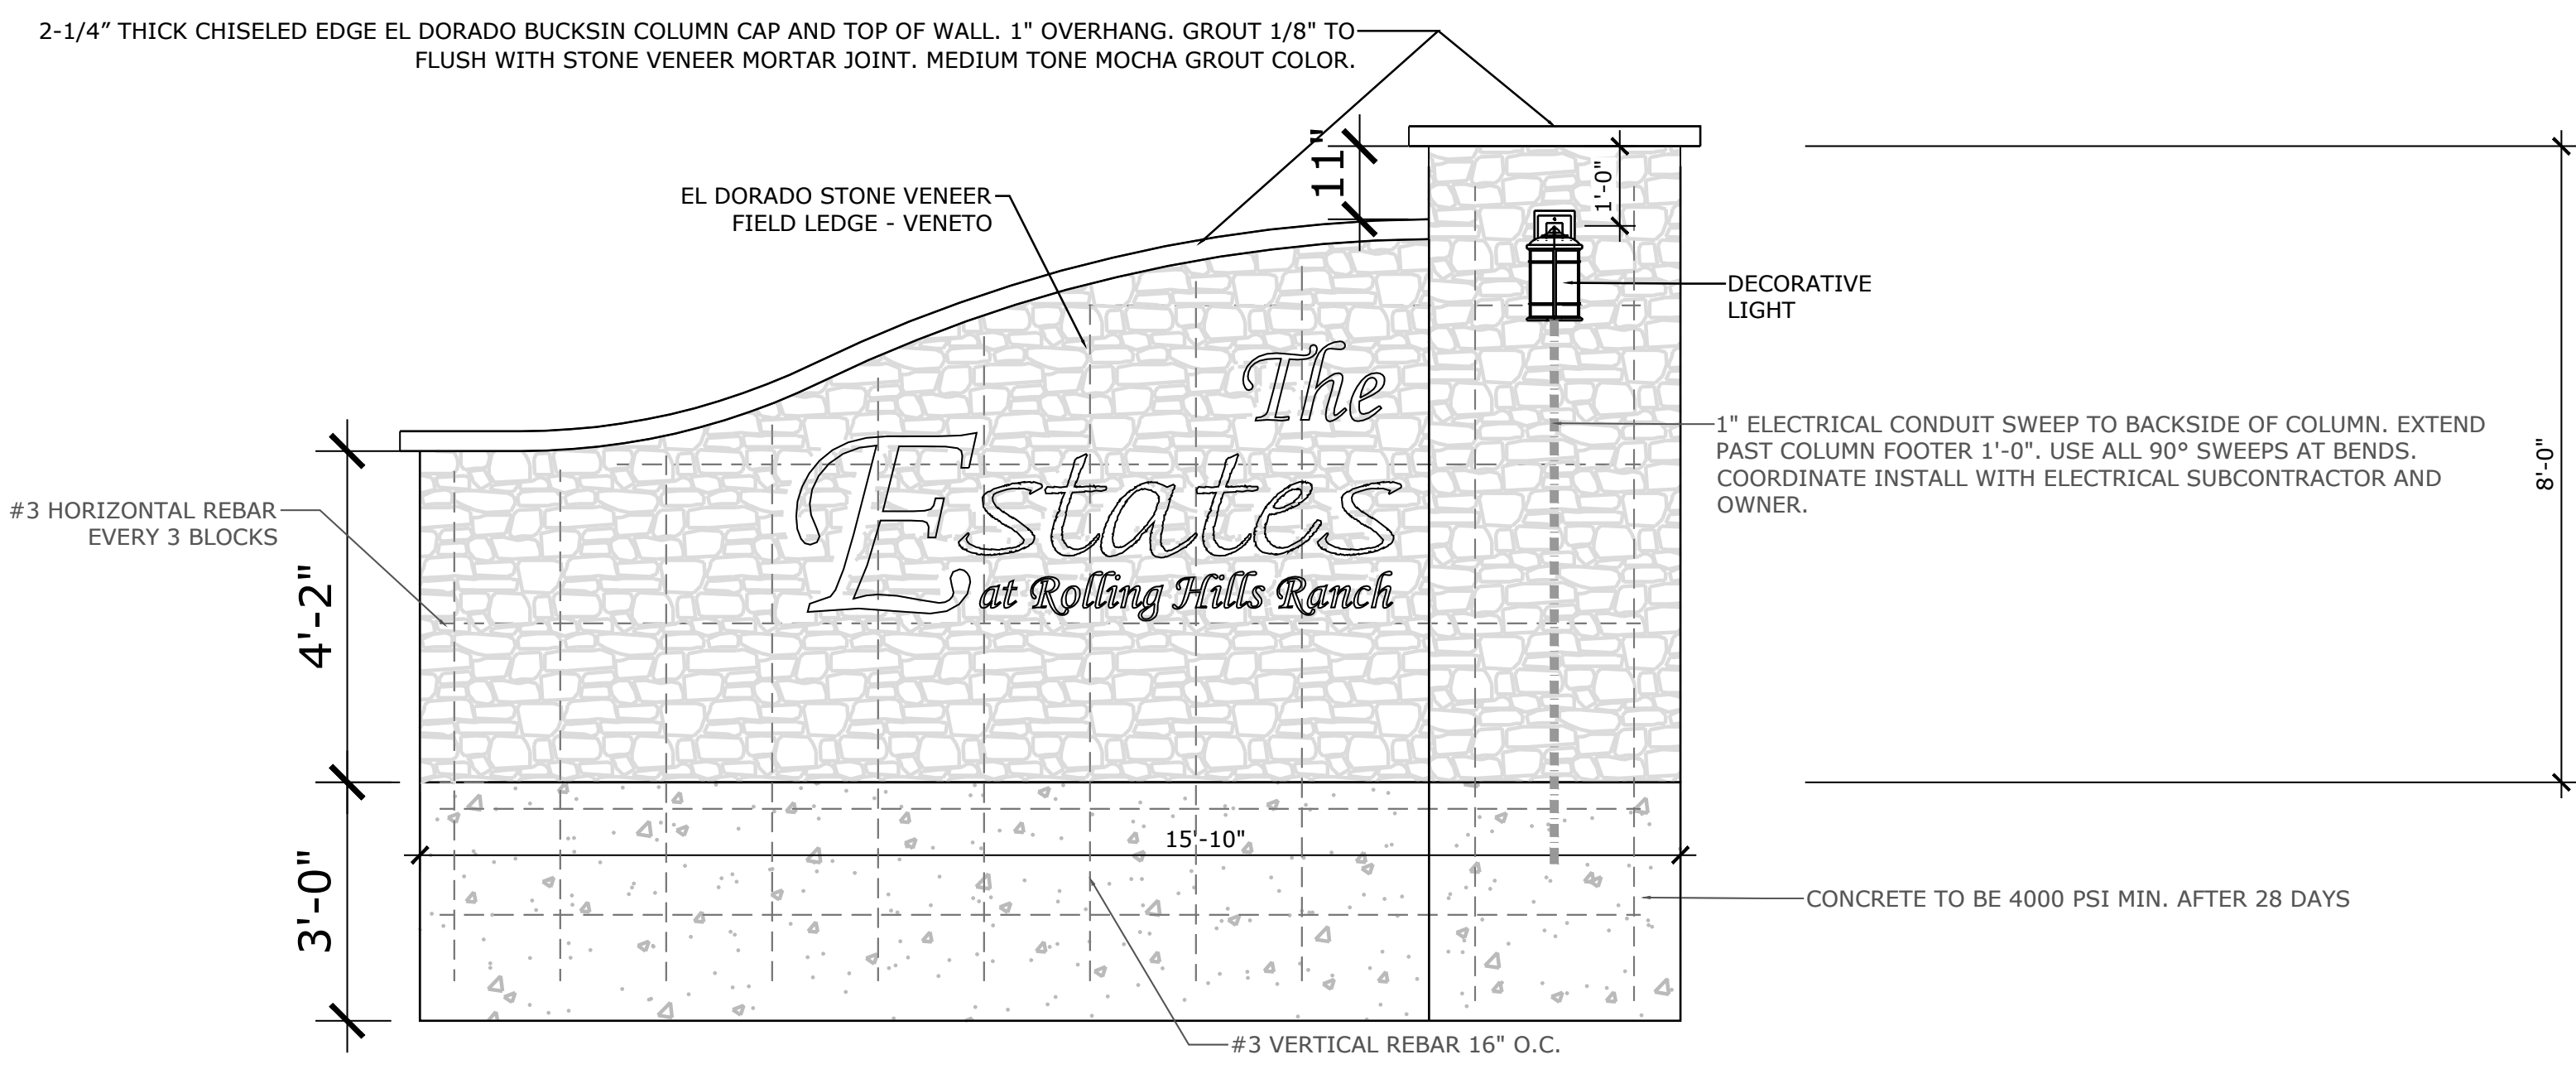 2-1/4” THICK CHISELED EDGE EL DORADO BUCKSIN COLUMN CAP AND TOP OF WALL. 1" OVERHANG. GROUT 1/8" TO
FLUSH WITH STONE VENEER MORTAR JOINT. MEDIUM TONE MOCHA GROUT COLOR.
11"
1'-0"
EL DORADO STONE VENEER
FIELD LEDGE - VENETO
DECORATIVE
LIGHT
The
Estates
at Rolling Hills Ranch
1" ELECTRICAL CONDUIT SWEEP TO BACKSIDE OF COLUMN. EXTEND
PAST COLUMN FOOTER 1'-0". USE ALL 90° SWEEPS AT BENDS.
COORDINATE INSTALL WITH ELECTRICAL SUBCONTRACTOR AND
OWNER.
8'-0"
#3 HORIZONTAL REBAR
EVERY 3 BLOCKS
4'-2"
15'-10"
3'-0"
CONCRETE TO BE 4000 PSI MIN. AFTER 28 DAYS
#3 VERTICAL REBAR 16" O.C.